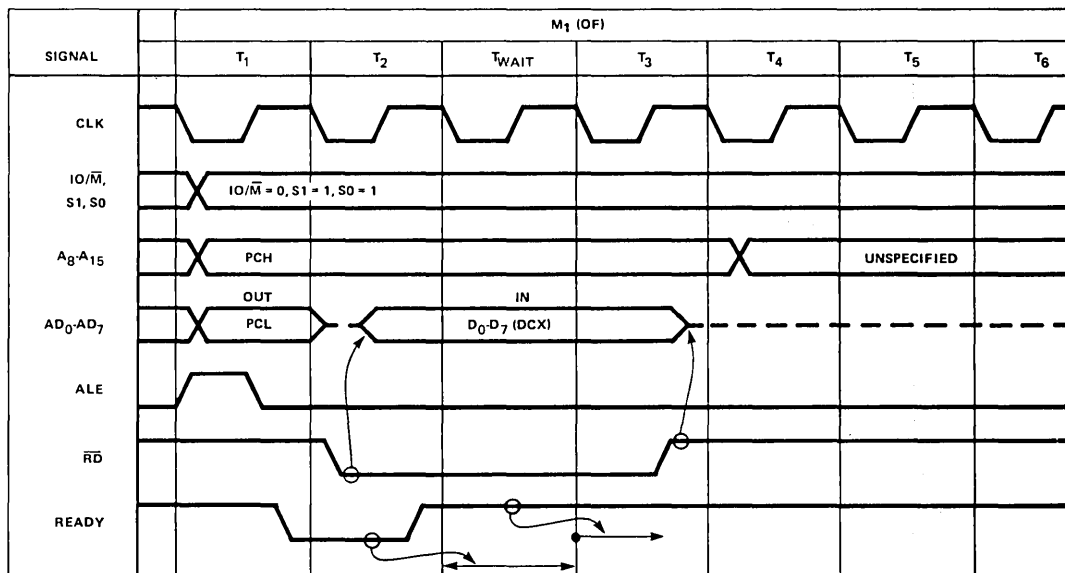 M1 (OF)
SIGNAL T1 T2 TWAIT T3 T4 T5 T6
CLK
IO/M̅,
S1, S0
IO/M̅ = 0, S1 = 1, S0 = 1
A8-A15 PCH UNSPECIFIED
OUT IN
AD0-AD7 PCL D0-D7 (DCX)
ALE
R̅D̅
READY